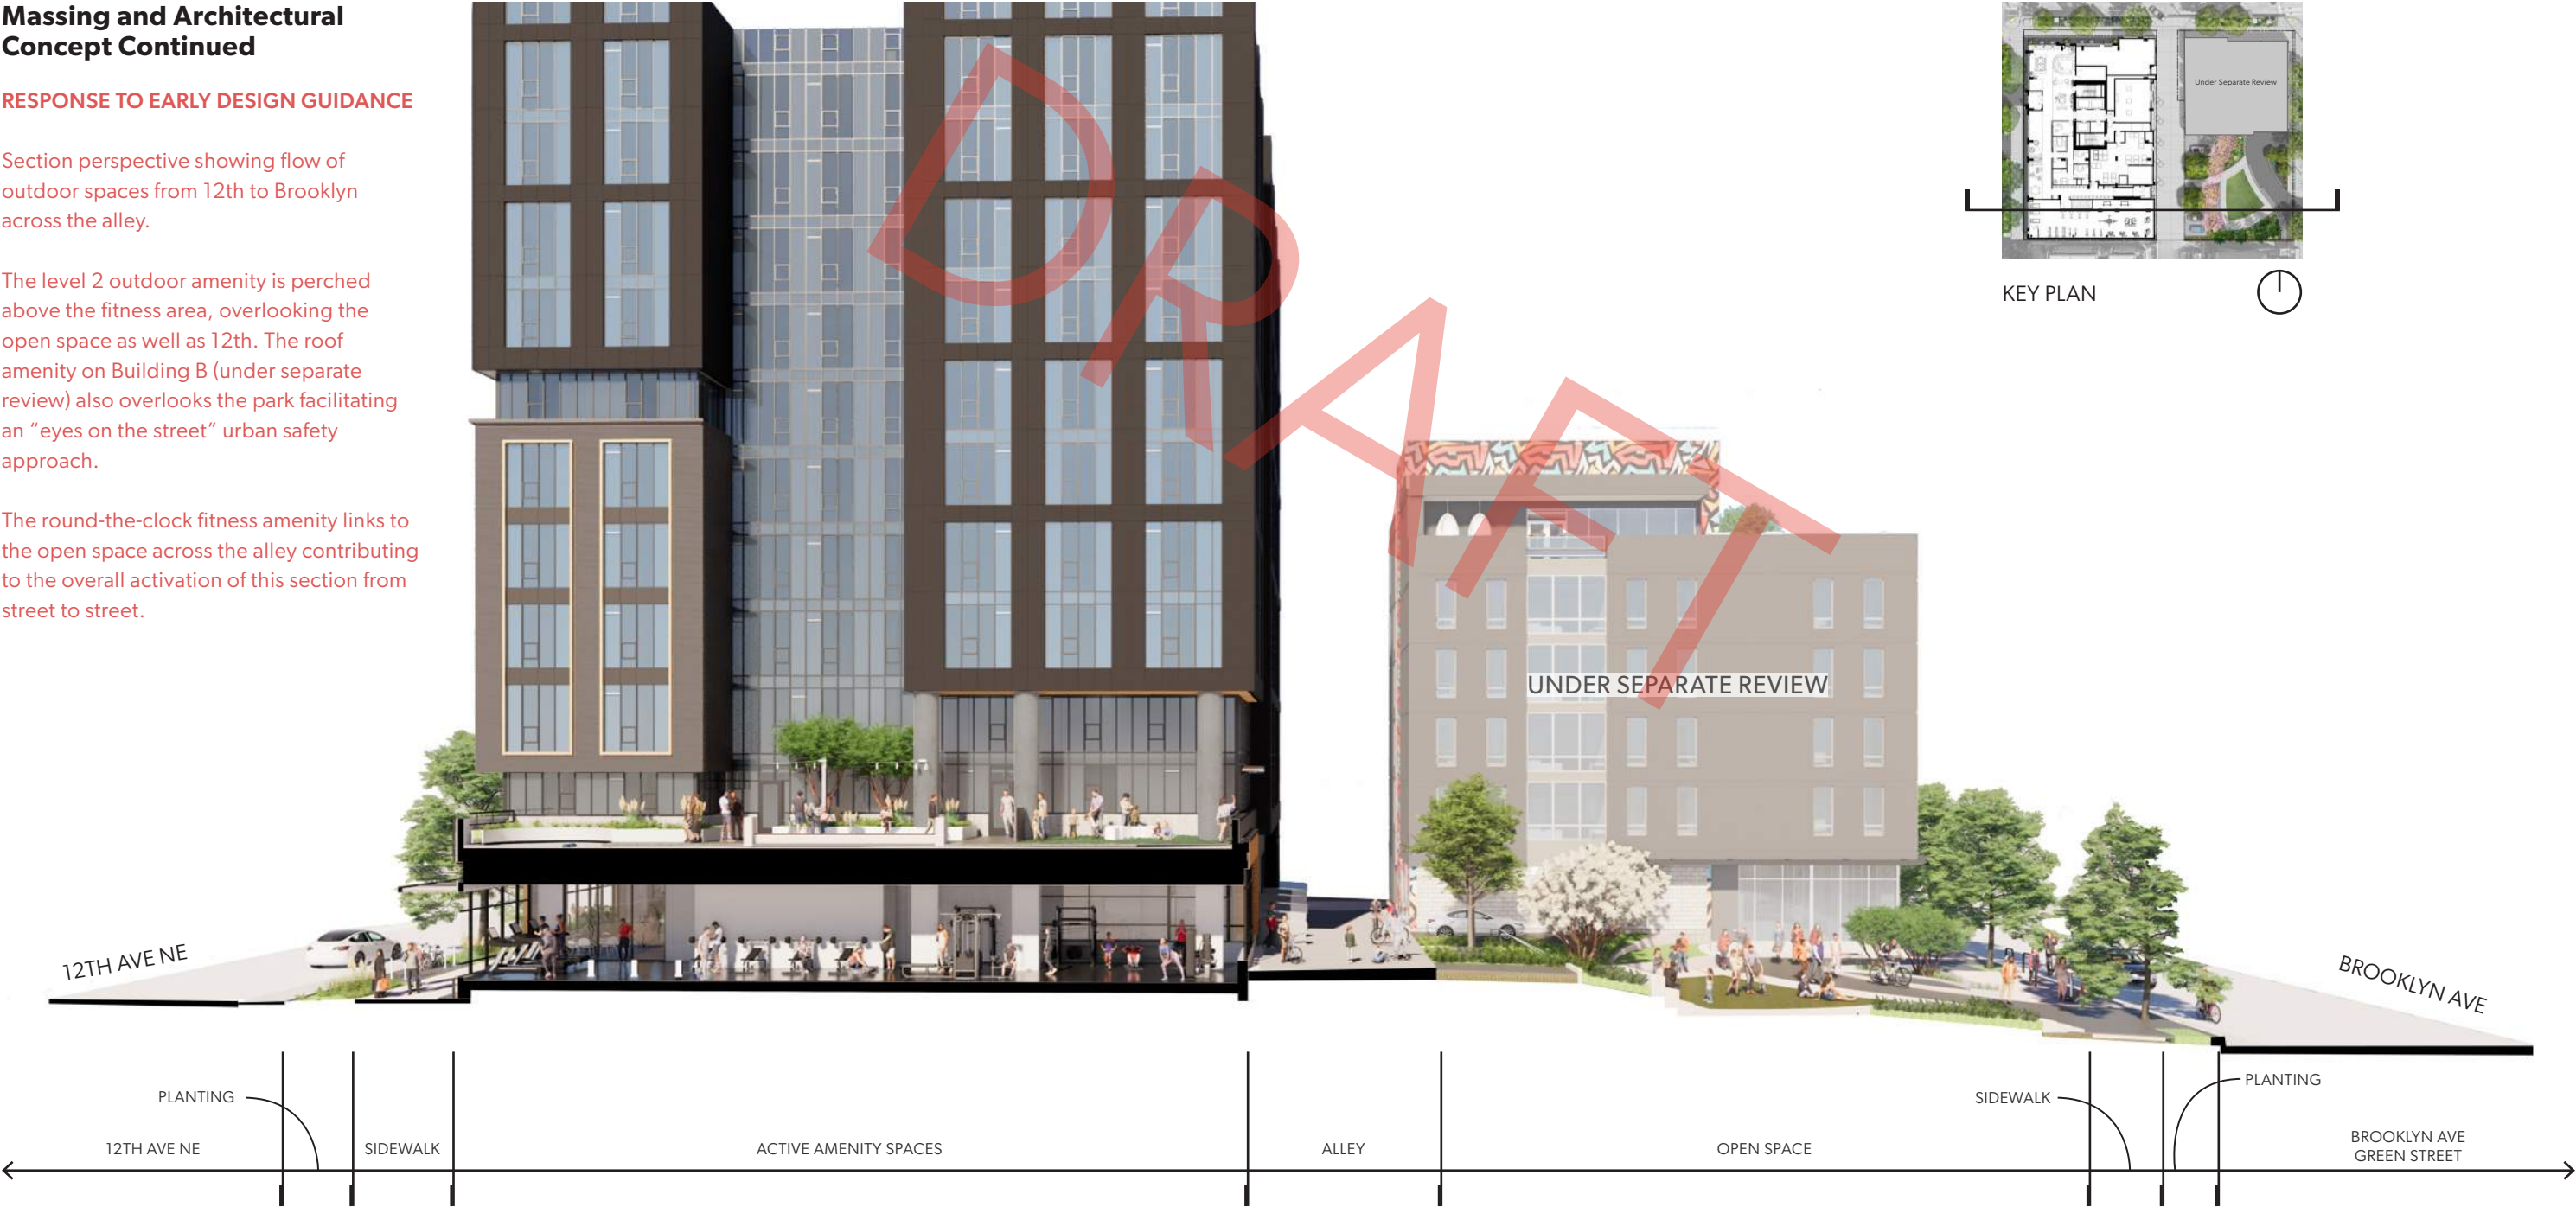 Massing and Architectural
Concept Continued
RESPONSE TO EARLY DESIGN GUIDANCE
Section perspective showing flow of
outdoor spaces from 12th to Brooklyn
across the alley.
The level 2 outdoor amenity is perched
above the fitness area, overlooking the
open space as well as 12th. The roof
amenity on Building B (under separate
review) also overlooks the park facilitating
an “eyes on the street” urban safety
approach.
The round-the-clock fitness amenity links to
the open space across the alley contributing
to the overall activation of this section from
street to street.
DRAFT
Under Separate Review
KEY PLAN
UNDER SEPARATE REVIEW
12TH AVE NE
BROOKLYN AVE
PLANTING
SIDEWALK
PLANTING
12TH AVE NE
SIDEWALK
ACTIVE AMENITY SPACES
ALLEY
OPEN SPACE
BROOKLYN AVE
GREEN STREET